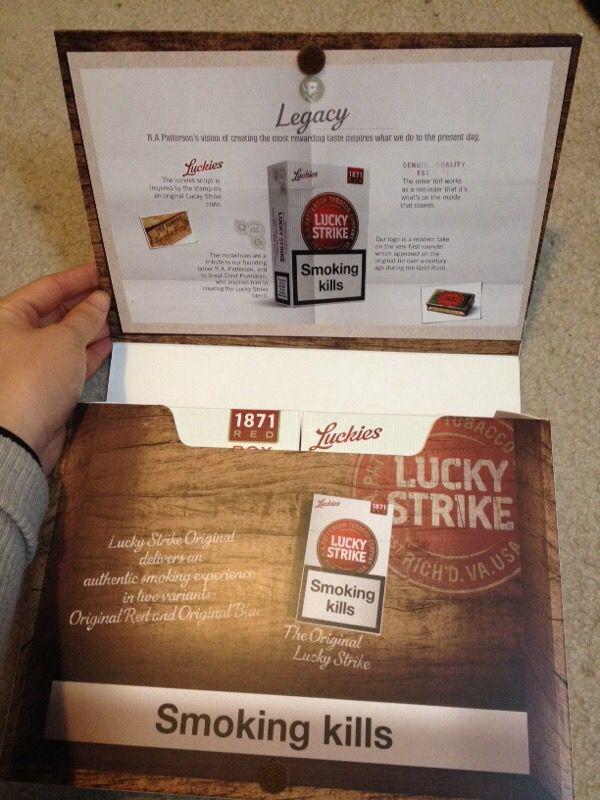 Legacy
R.A Patterson's vision of creating the most rewarding taste inspires what we do to the present day.
Luckies
The luckies script is
inspired by the stamp on
an original Lucky Strike
crate.
The medallions are a
tribute to our founding
father R.A. Patterson, and
to Great Chief Powhatan,
who inspired him in
creating the Lucky Strike
blend.
Luckies
1871
LUCKY
STRIKE
LUCKY STRIKE
Smoking
kills
The inner foil works
as a reminder that it's
what's on the inside
that counts.
Our logo is a modern take
on the very first roundel
which appeared on the
original tin over a century
ago during the Gold Rush.
1871
RED
BOX
Luckies
TOBACCO
LUCKY
STRIKE
RICH'D. VA. USA
Lucky Strike Original
delivers an
authentic smoking experience
in two variants:
Original Red and Original Blue
Luckies
1871
LUCKY
STRIKE
Smoking
kills
The Original
Lucky Strike
Smoking kills